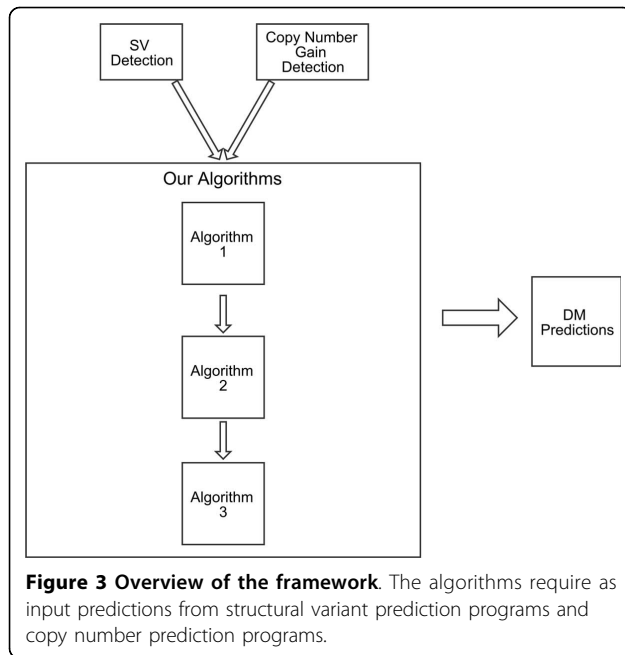 SV
Detection
Copy Number
Gain
Detection
Our Algorithms
Algorithm
1
Algorithm
2
Algorithm
3
DM
Predictions
Figure 3 Overview of the framework. The algorithms require as
input predictions from structural variant prediction programs and
copy number prediction programs.